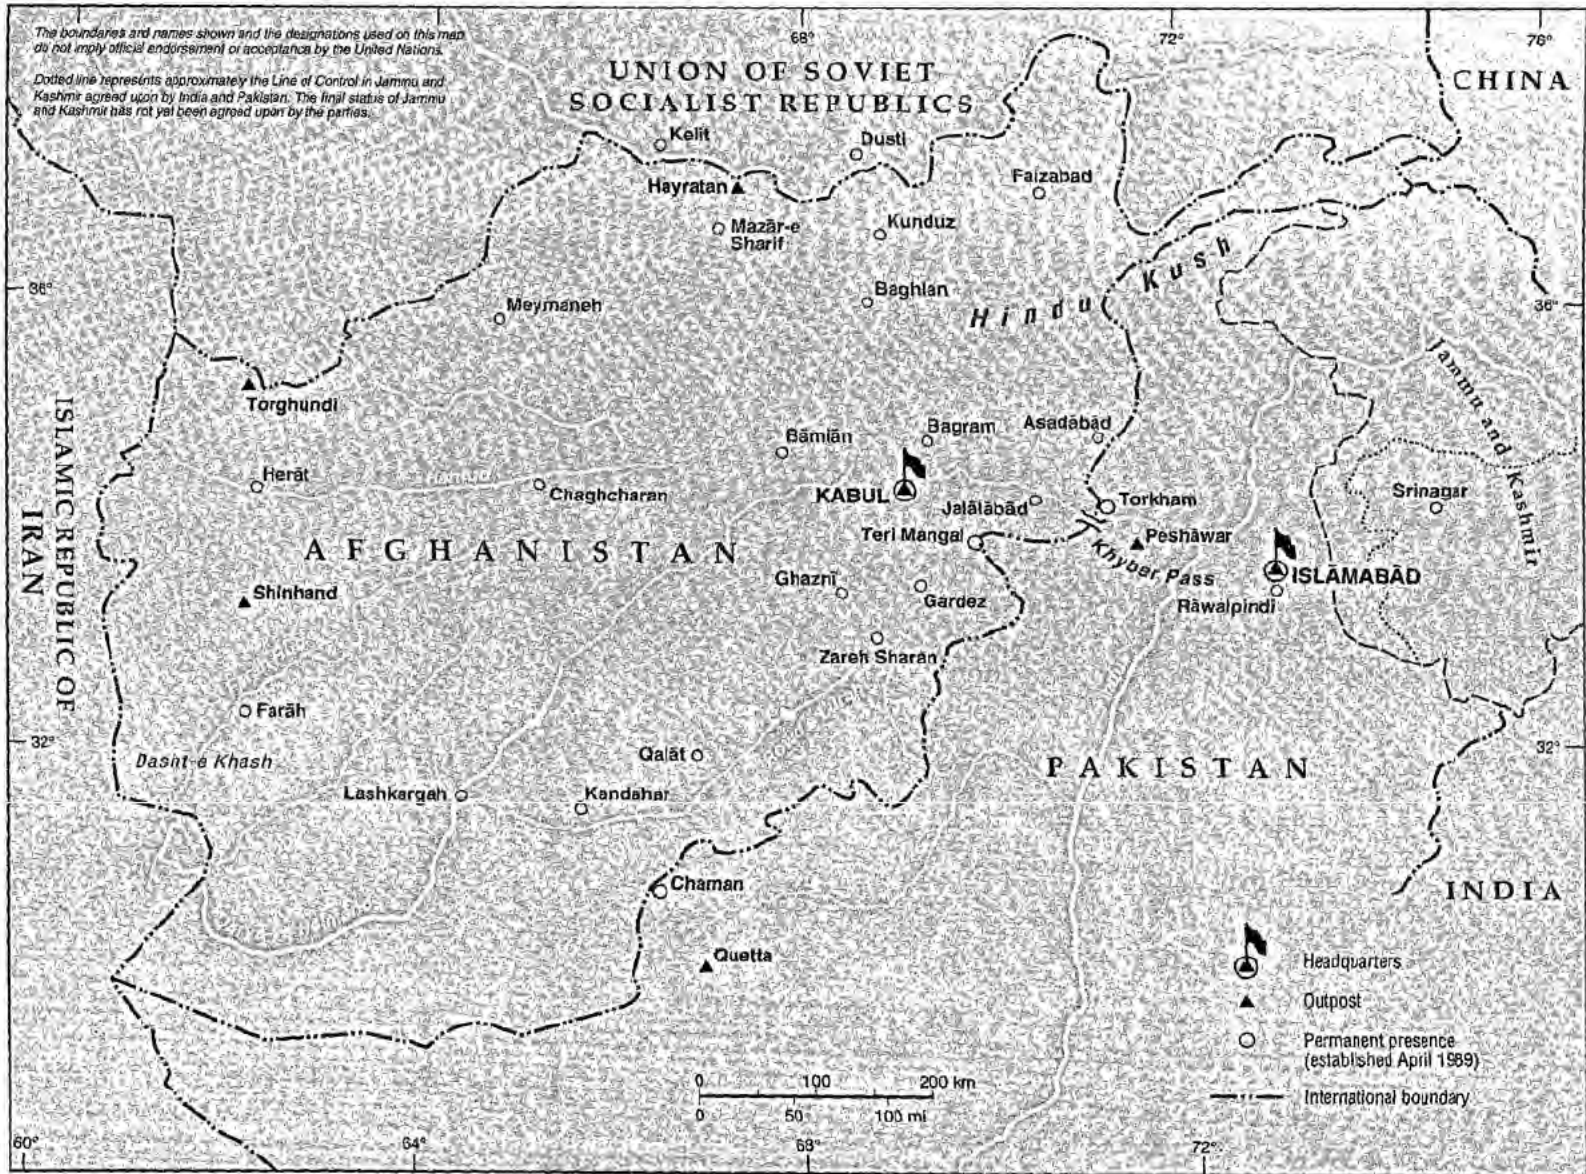 The boundaries and names shown and the designations used on this map
do not imply official endorsement or acceptance by the United Nations.
Dotted line represents approximately the Line of Control in Jammu and
Kashmir agreed upon by India and Pakistan. The final status of Jammu
and Kashmir has not yet been agreed upon by the parties.
68°
72°
76°
UNION OF SOVIET
SOCIALIST REPUBLICS
CHINA
Kelit
Dusti
Hayratan
Faizabad
Mazār-e
Sharif
Kunduz
36°
Meymaneh
Baghlan
Hindu Kush
36°
Torghundi
Jammu and Kashmir
Bāmiān
Bagram
Asadābād
Herāt
Harirud
Chaghcharan
KABUL
Jalālābād
Torkham
Srinagar
ISLAMIC REPUBLIC OF
IRAN
AFGHANISTAN
Teri Mangal
Peshāwar
Khybar Pass
ISLĀMABĀD
Rāwalpindi
Shinhand
Ghaznī
Gardez
Zareh Sharan
Farāh
32°
Dasht-e Khash
Qalāt
PAKISTAN
32°
Lashkargah
Kandahar
Chaman
INDIA
Quetta
Headquarters
Outpost
Permanent presence
(established April 1989)
International boundary
0 100 200 km
0 50 100 mi
60°
64°
68°
72°